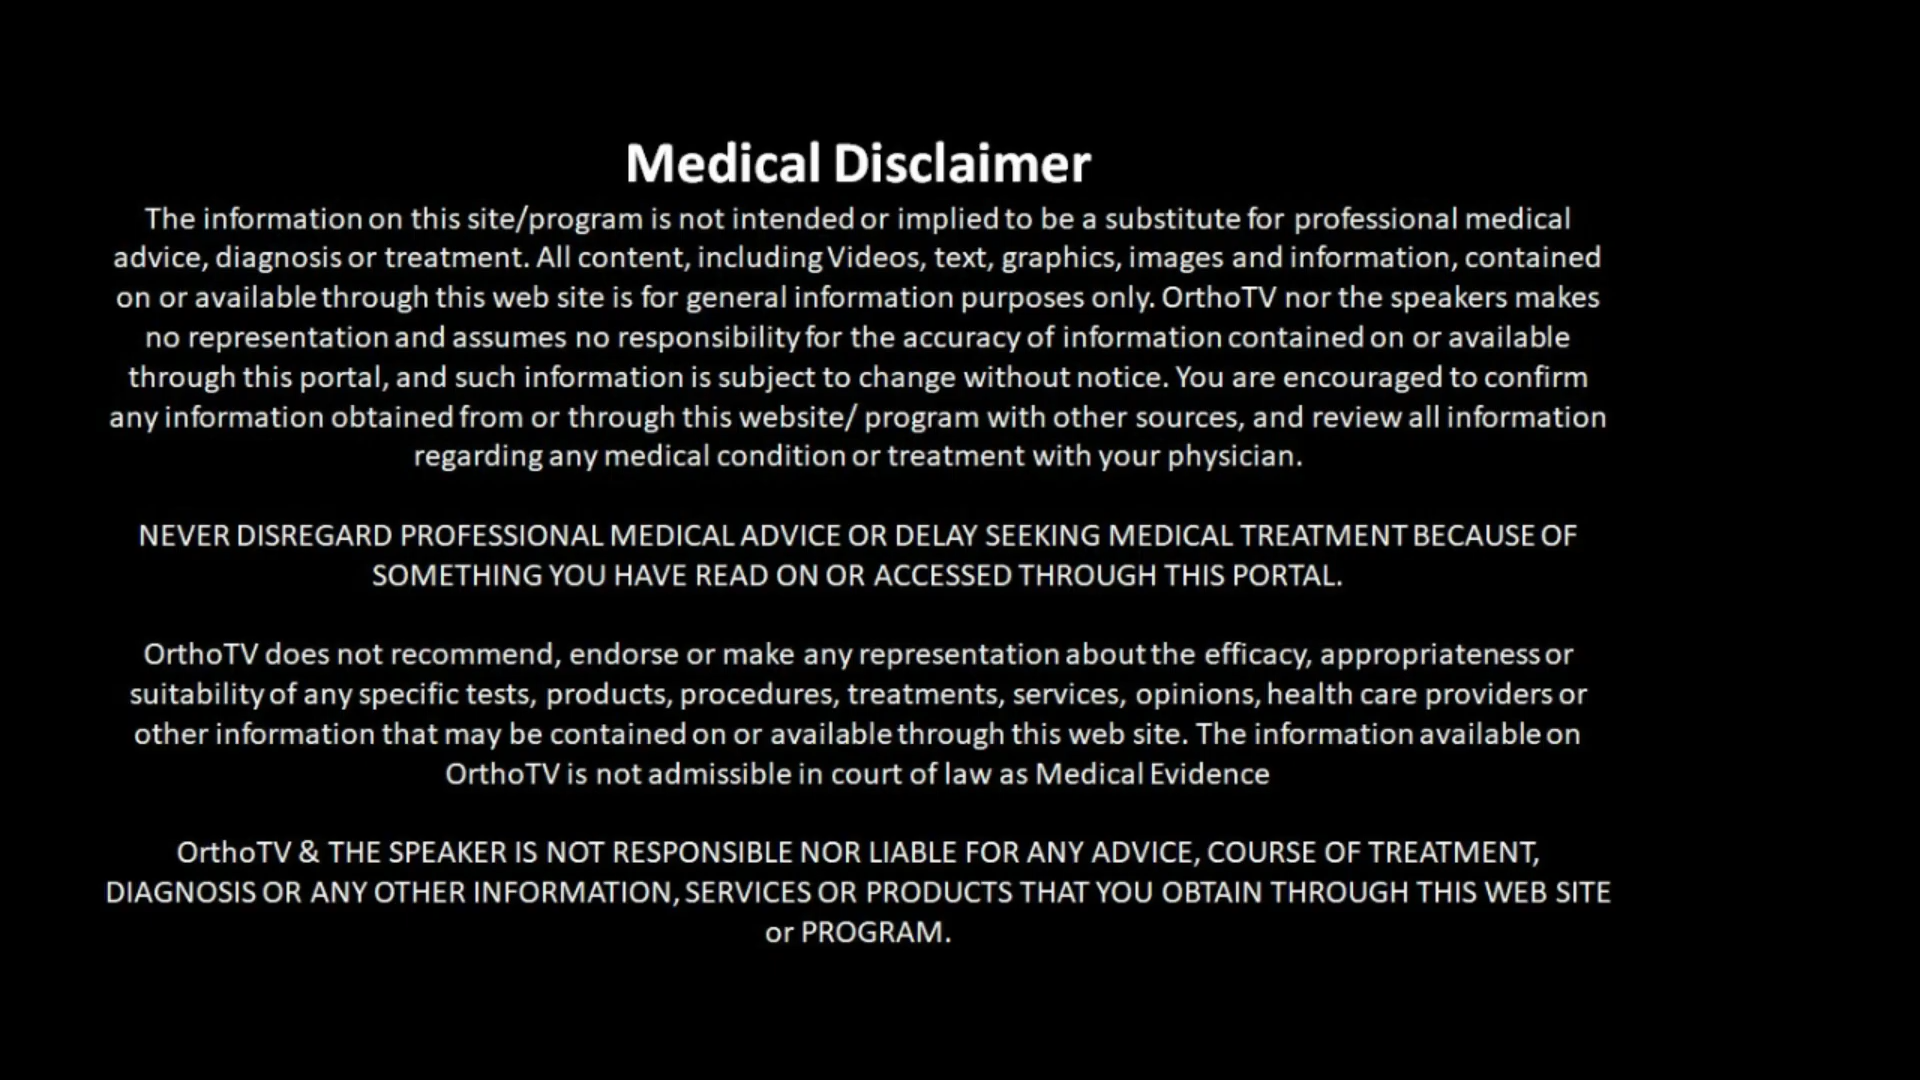 Medical Disclaimer
The information on this site/program is not intended or implied to be a substitute for professional medical
advice, diagnosis or treatment. All content, including Videos, text, graphics, images and information, contained
on or available through this web site is for general information purposes only. OrthoTV nor the speakers makes
no representation and assumes no responsibility for the accuracy of information contained on or available
through this portal, and such information is subject to change without notice. You are encouraged to confirm
any information obtained from or through this website/ program with other sources, and review all information
regarding any medical condition or treatment with your physician.
NEVER DISREGARD PROFESSIONAL MEDICAL ADVICE OR DELAY SEEKING MEDICAL TREATMENT BECAUSE OF
SOMETHING YOU HAVE READ ON OR ACCESSED THROUGH THIS PORTAL.
OrthoTV does not recommend, endorse or make any representation about the efficacy, appropriateness or
suitability of any specific tests, products, procedures, treatments, services, opinions, health care providers or
other information that may be contained on or available through this web site. The information available on
OrthoTV is not admissible in court of law as Medical Evidence
OrthoTV & THE SPEAKER IS NOT RESPONSIBLE NOR LIABLE FOR ANY ADVICE, COURSE OF TREATMENT,
DIAGNOSIS OR ANY OTHER INFORMATION, SERVICES OR PRODUCTS THAT YOU OBTAIN THROUGH THIS WEB SITE
or PROGRAM.